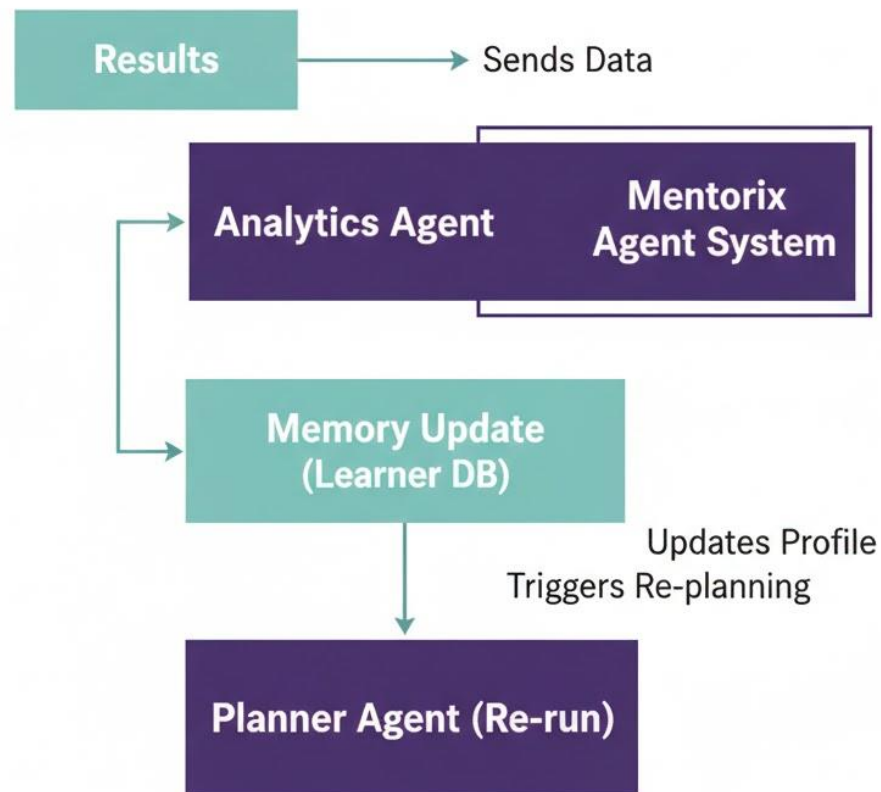 Results
Sends Data
Analytics Agent
Mentorix
Agent System
Memory Update
(Learner DB)
Updates Profile
Triggers Re-planning
Planner Agent (Re-run)